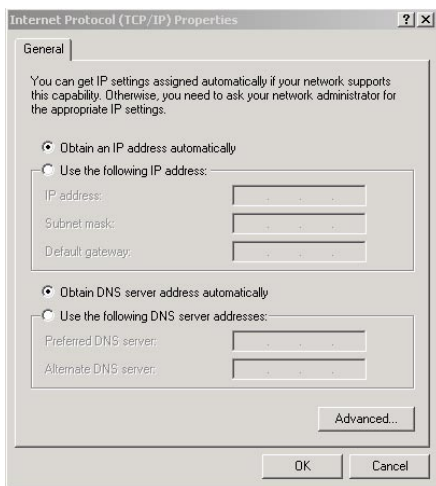 Internet Protocol (TCP/IP) Properties
? X
General
You can get IP settings assigned automatically if your network supports
this capability. Otherwise, you need to ask your network administrator for
the appropriate IP settings.
Obtain an IP address automatically
Use the following IP address:
IP address:
Subnet mask:
Default gateway:
Obtain DNS server address automatically
Use the following DNS server addresses:
Preferred DNS server:
Alternate DNS server:
Advanced...
OK
Cancel